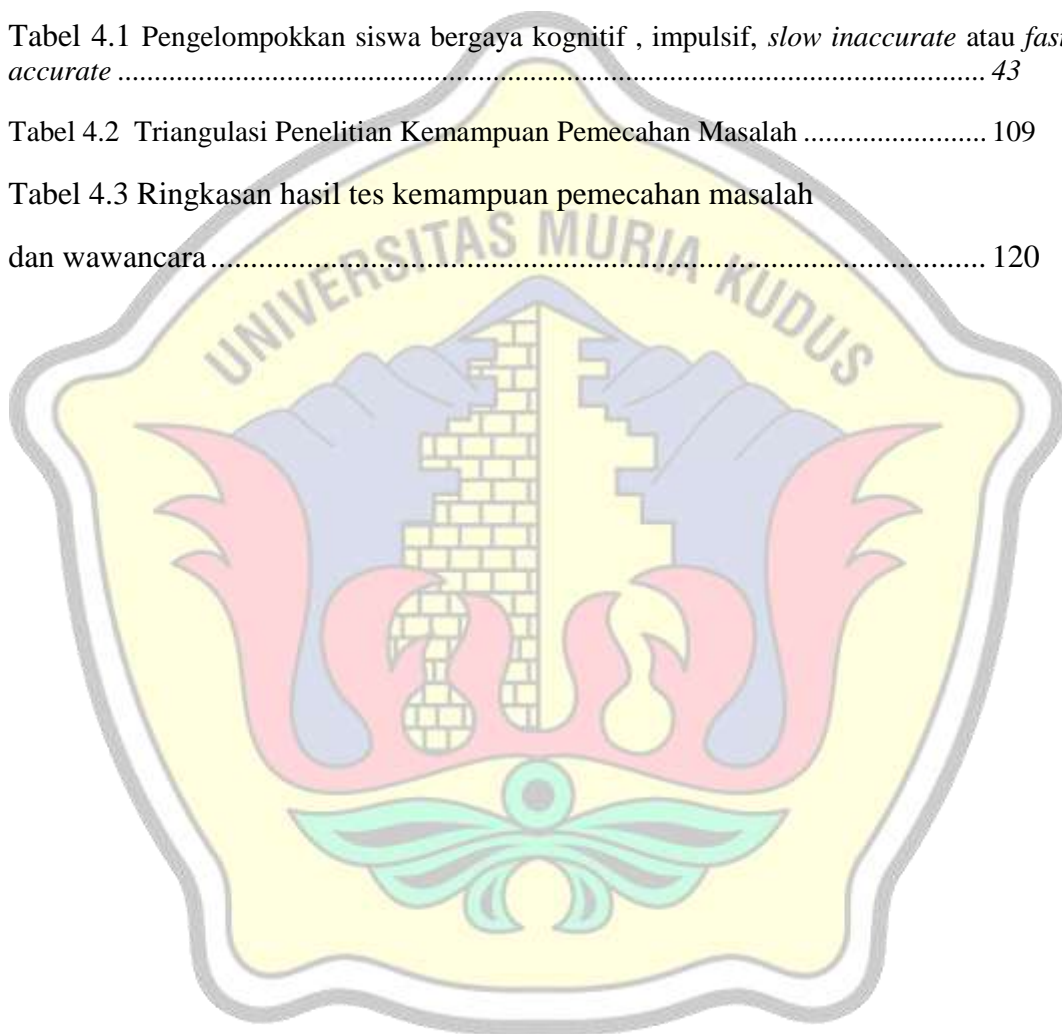 Tabel 4.1 Pengelompokkan siswa bergaya kognitif , impulsif, slow inaccurate atau fast
accurate ........................................................................................................... 43
Tabel 4.2 Triangulasi Penelitian Kemampuan Pemecahan Masalah ........................ 109
Tabel 4.3 Ringkasan hasil tes kemampuan pemecahan masalah
dan wawancara ............................................................................................... 120
UNIVERSITAS MURIA KUDUS